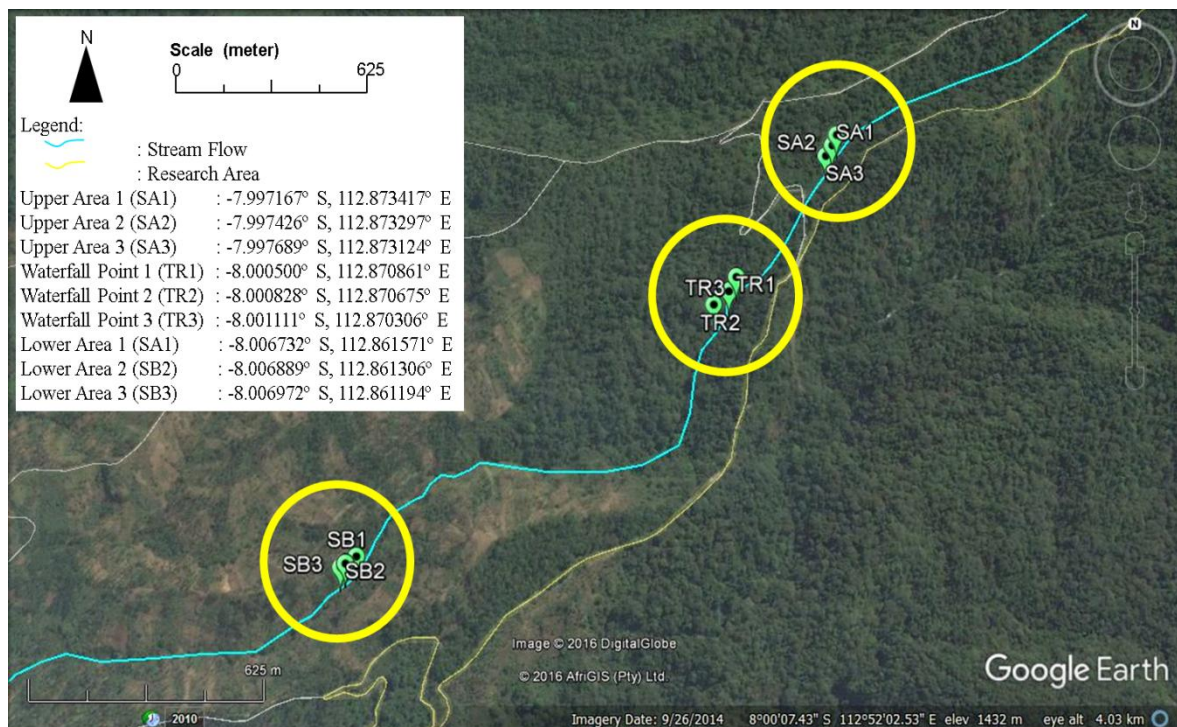 N
Scale (meter)
0 625
Legend:
: Stream Flow
: Research Area
Upper Area 1 (SA1) : -7.997167° S, 112.873417° E
Upper Area 2 (SA2) : -7.997426° S, 112.873297° E
Upper Area 3 (SA3) : -7.997689° S, 112.873124° E
Waterfall Point 1 (TR1) : -8.000500° S, 112.870861° E
Waterfall Point 2 (TR2) : -8.000828° S, 112.870675° E
Waterfall Point 3 (TR3) : -8.001111° S, 112.870306° E
Lower Area 1 (SA1) : -8.006732° S, 112.861571° E
Lower Area 2 (SB2) : -8.006889° S, 112.861306° E
Lower Area 3 (SB3) : -8.006972° S, 112.861194° E
N
SA1
SA2
SA3
TR1
TR3
TR2
SB1
SB3 SB2
625 m
Image © 2016 DigitalGlobe
© 2016 AfriGIS (Pty) Ltd.
Google Earth
2010
Imagery Date: 9/26/2014 8°00'07.43" S 112°52'02.53" E elev 1432 m eye alt 4.03 km